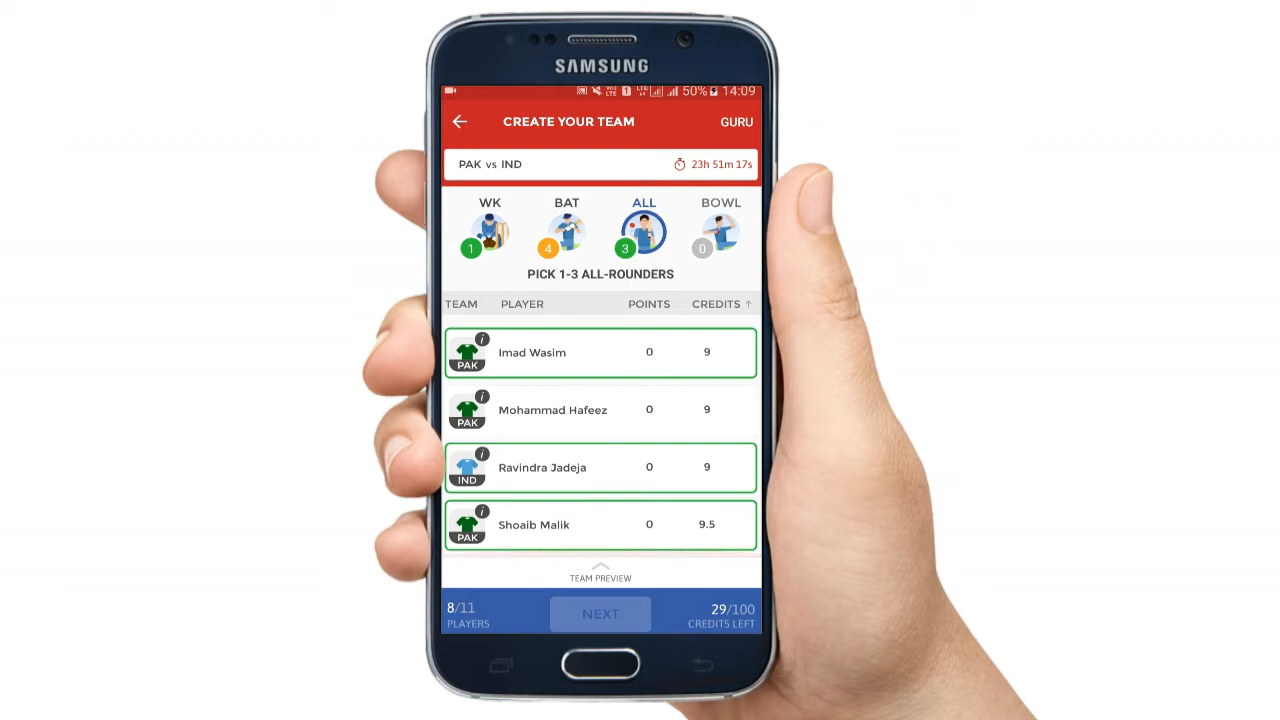 SAMSUNG
50% 14:09
CREATE YOUR TEAM GURU
PAK vs IND 23h 51m 17s
WK BAT ALL BOWL
1 4 3 0
PICK 1-3 ALL-ROUNDERS
TEAM PLAYER POINTS CREDITS ↑
i
Imad Wasim 0 9
PAK
i
Mohammad Hafeez 0 9
PAK
i
Ravindra Jadeja 0 9
IND
i
Shoaib Malik 0 9.5
PAK
TEAM PREVIEW
8/11 NEXT 29/100
PLAYERS CREDITS LEFT